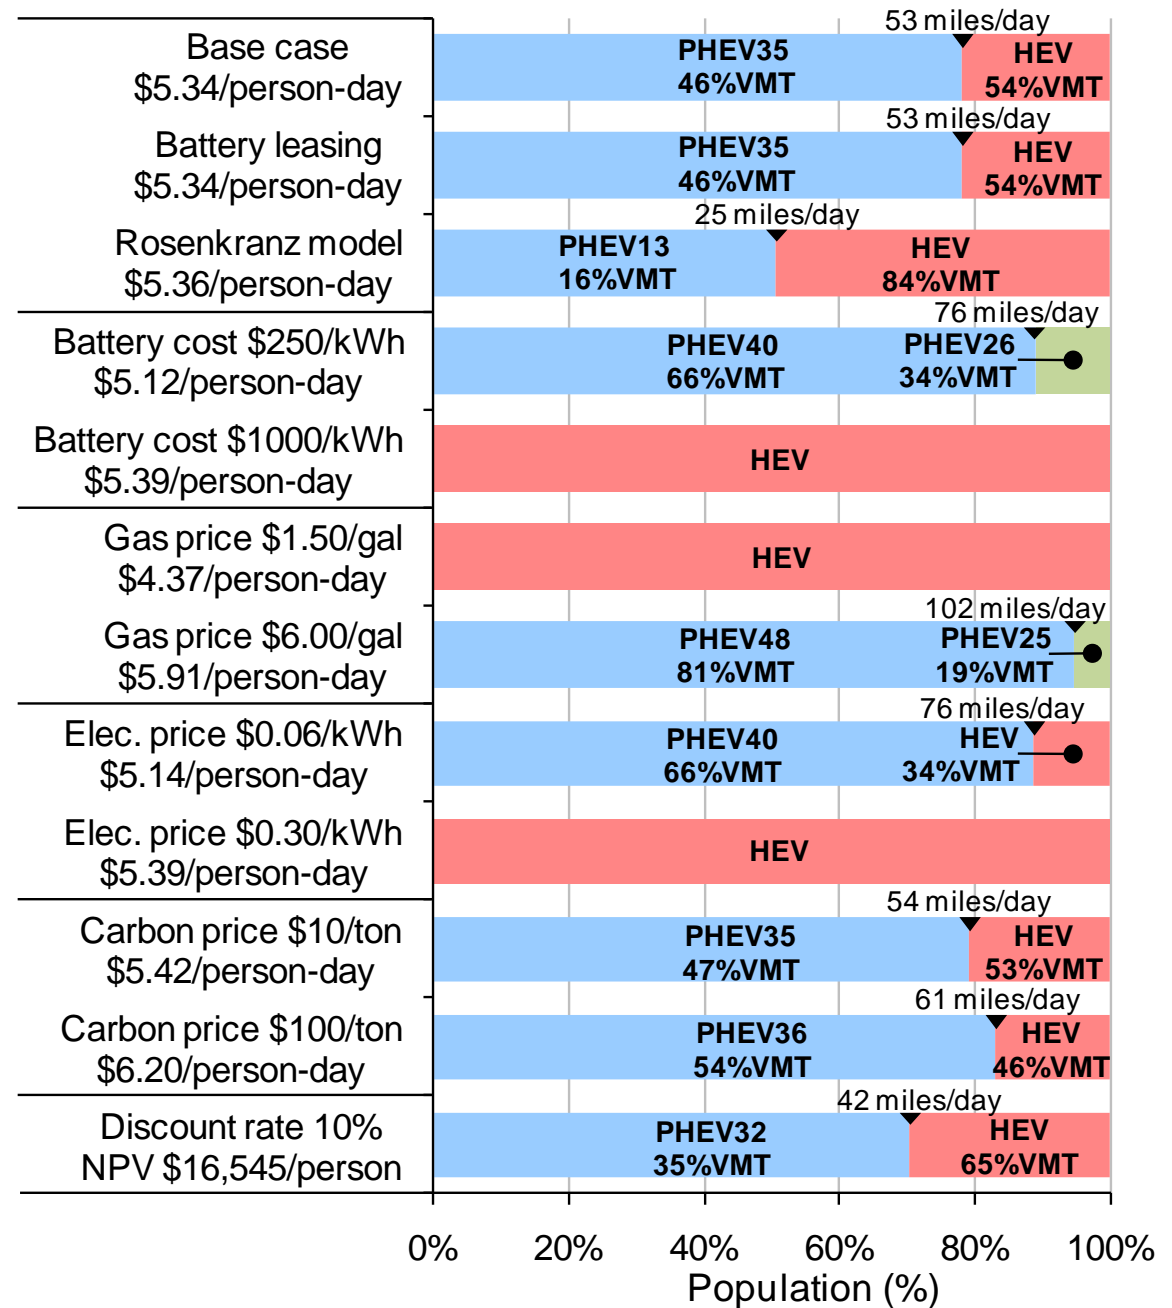 53 miles/day
Base case
$5.34/person-day
PHEV35
46%VMT
HEV
54%VMT
53 miles/day
Battery leasing
$5.34/person-day
PHEV35
46%VMT
HEV
54%VMT
25 miles/day
Rosenkranz model
$5.36/person-day
PHEV13
16%VMT
HEV
84%VMT
76 miles/day
Battery cost $250/kWh
$5.12/person-day
PHEV40
66%VMT
PHEV26
34%VMT
Battery cost $1000/kWh
$5.39/person-day
HEV
Gas price $1.50/gal
$4.37/person-day
HEV
102 miles/day
Gas price $6.00/gal
$5.91/person-day
PHEV48
81%VMT
PHEV25
19%VMT
76 miles/day
Elec. price $0.06/kWh
$5.14/person-day
PHEV40
66%VMT
HEV
34%VMT
Elec. price $0.30/kWh
$5.39/person-day
HEV
54 miles/day
Carbon price $10/ton
$5.42/person-day
PHEV35
47%VMT
HEV
53%VMT
61 miles/day
Carbon price $100/ton
$6.20/person-day
PHEV36
54%VMT
HEV
46%VMT
42 miles/day
Discount rate 10%
NPV $16,545/person
PHEV32
35%VMT
HEV
65%VMT
0% 20% 40% 60% 80% 100%
Population (%)